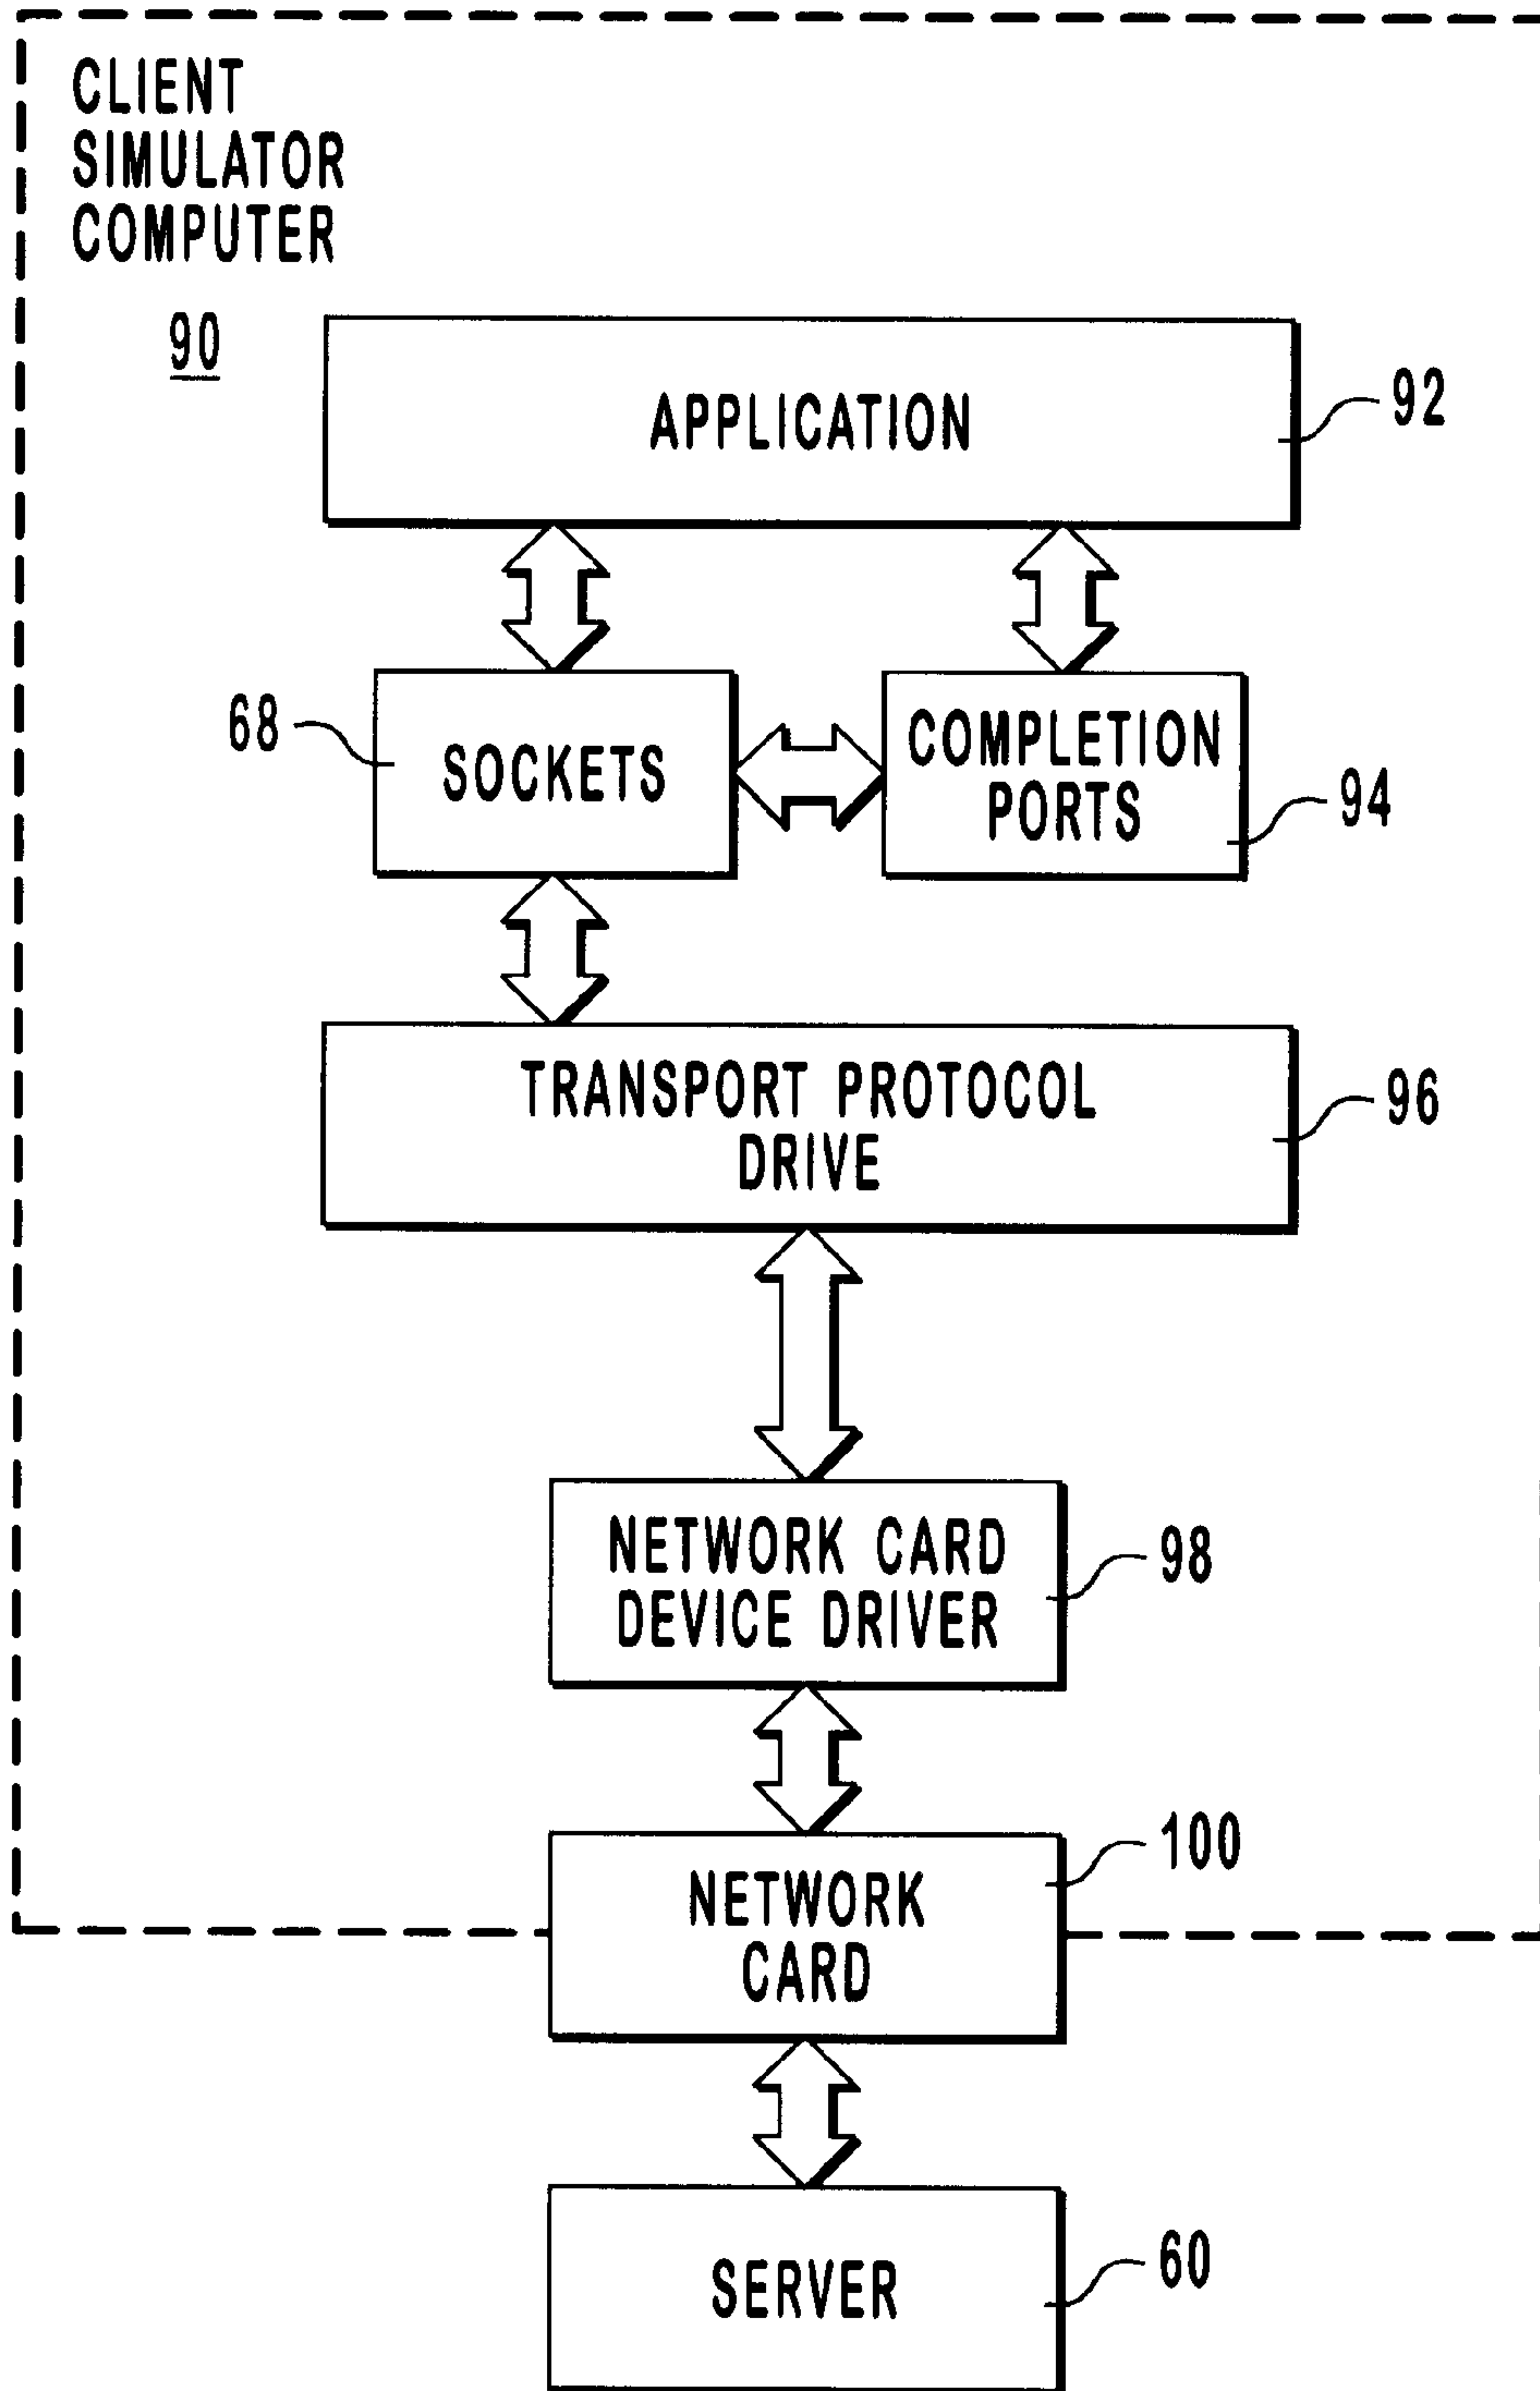 CLIENT
SIMULATOR
COMPUTER
90
APPLICATION
92
68
SOCKETS
COMPLETION
PORTS
94
TRANSPORT PROTOCOL
DRIVE
96
NETWORK CARD
DEVICE DRIVER
98
NETWORK
CARD
100
SERVER
60